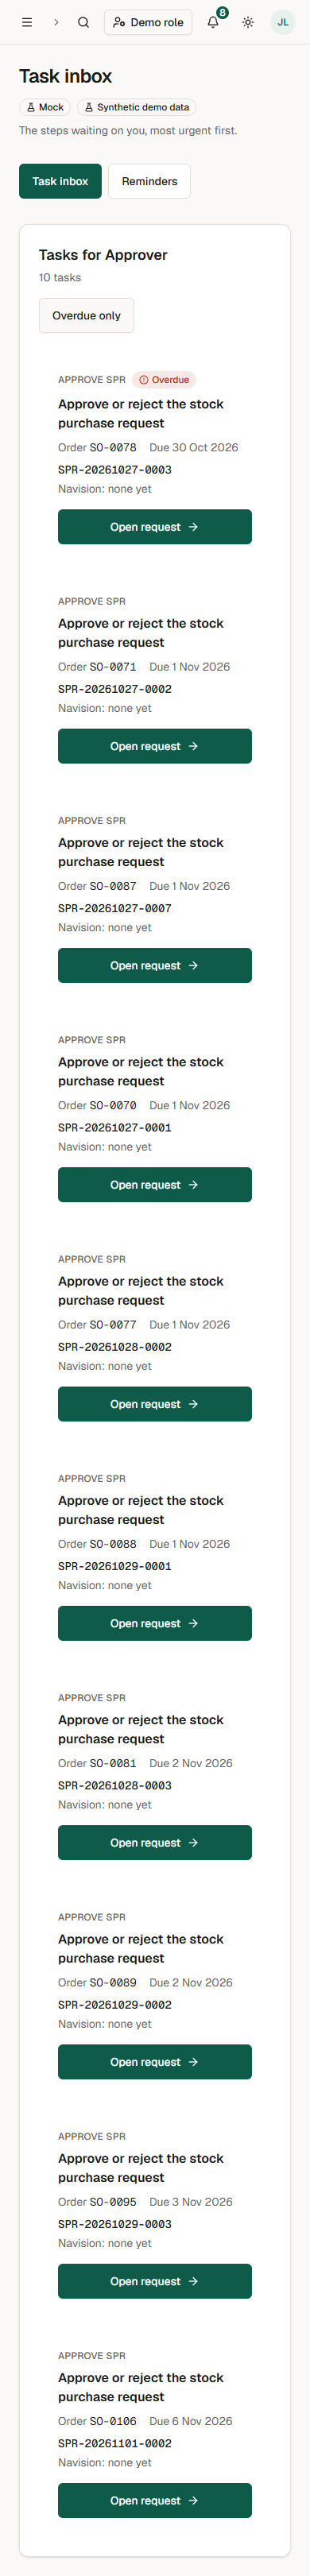 Demo role
8
JL
Task inbox
Mock
Synthetic demo data
The steps waiting on you, most urgent first.
Task inbox
Reminders
Tasks for Approver
10 tasks
Overdue only
APPROVE SPR Overdue
Approve or reject the stock
purchase request
Order SO-0078 Due 30 Oct 2026
SPR-20261027-0003
Navision: none yet
Open request
APPROVE SPR
Approve or reject the stock
purchase request
Order SO-0071 Due 1 Nov 2026
SPR-20261027-0002
Navision: none yet
Open request
APPROVE SPR
Approve or reject the stock
purchase request
Order SO-0087 Due 1 Nov 2026
SPR-20261027-0007
Navision: none yet
Open request
APPROVE SPR
Approve or reject the stock
purchase request
Order SO-0070 Due 1 Nov 2026
SPR-20261027-0001
Navision: none yet
Open request
APPROVE SPR
Approve or reject the stock
purchase request
Order SO-0077 Due 1 Nov 2026
SPR-20261028-0002
Navision: none yet
Open request
APPROVE SPR
Approve or reject the stock
purchase request
Order SO-0088 Due 1 Nov 2026
SPR-20261029-0001
Navision: none yet
Open request
APPROVE SPR
Approve or reject the stock
purchase request
Order SO-0081 Due 2 Nov 2026
SPR-20261028-0003
Navision: none yet
Open request
APPROVE SPR
Approve or reject the stock
purchase request
Order SO-0089 Due 2 Nov 2026
SPR-20261029-0002
Navision: none yet
Open request
APPROVE SPR
Approve or reject the stock
purchase request
Order SO-0095 Due 3 Nov 2026
SPR-20261029-0003
Navision: none yet
Open request
APPROVE SPR
Approve or reject the stock
purchase request
Order SO-0106 Due 6 Nov 2026
SPR-20261101-0002
Navision: none yet
Open request